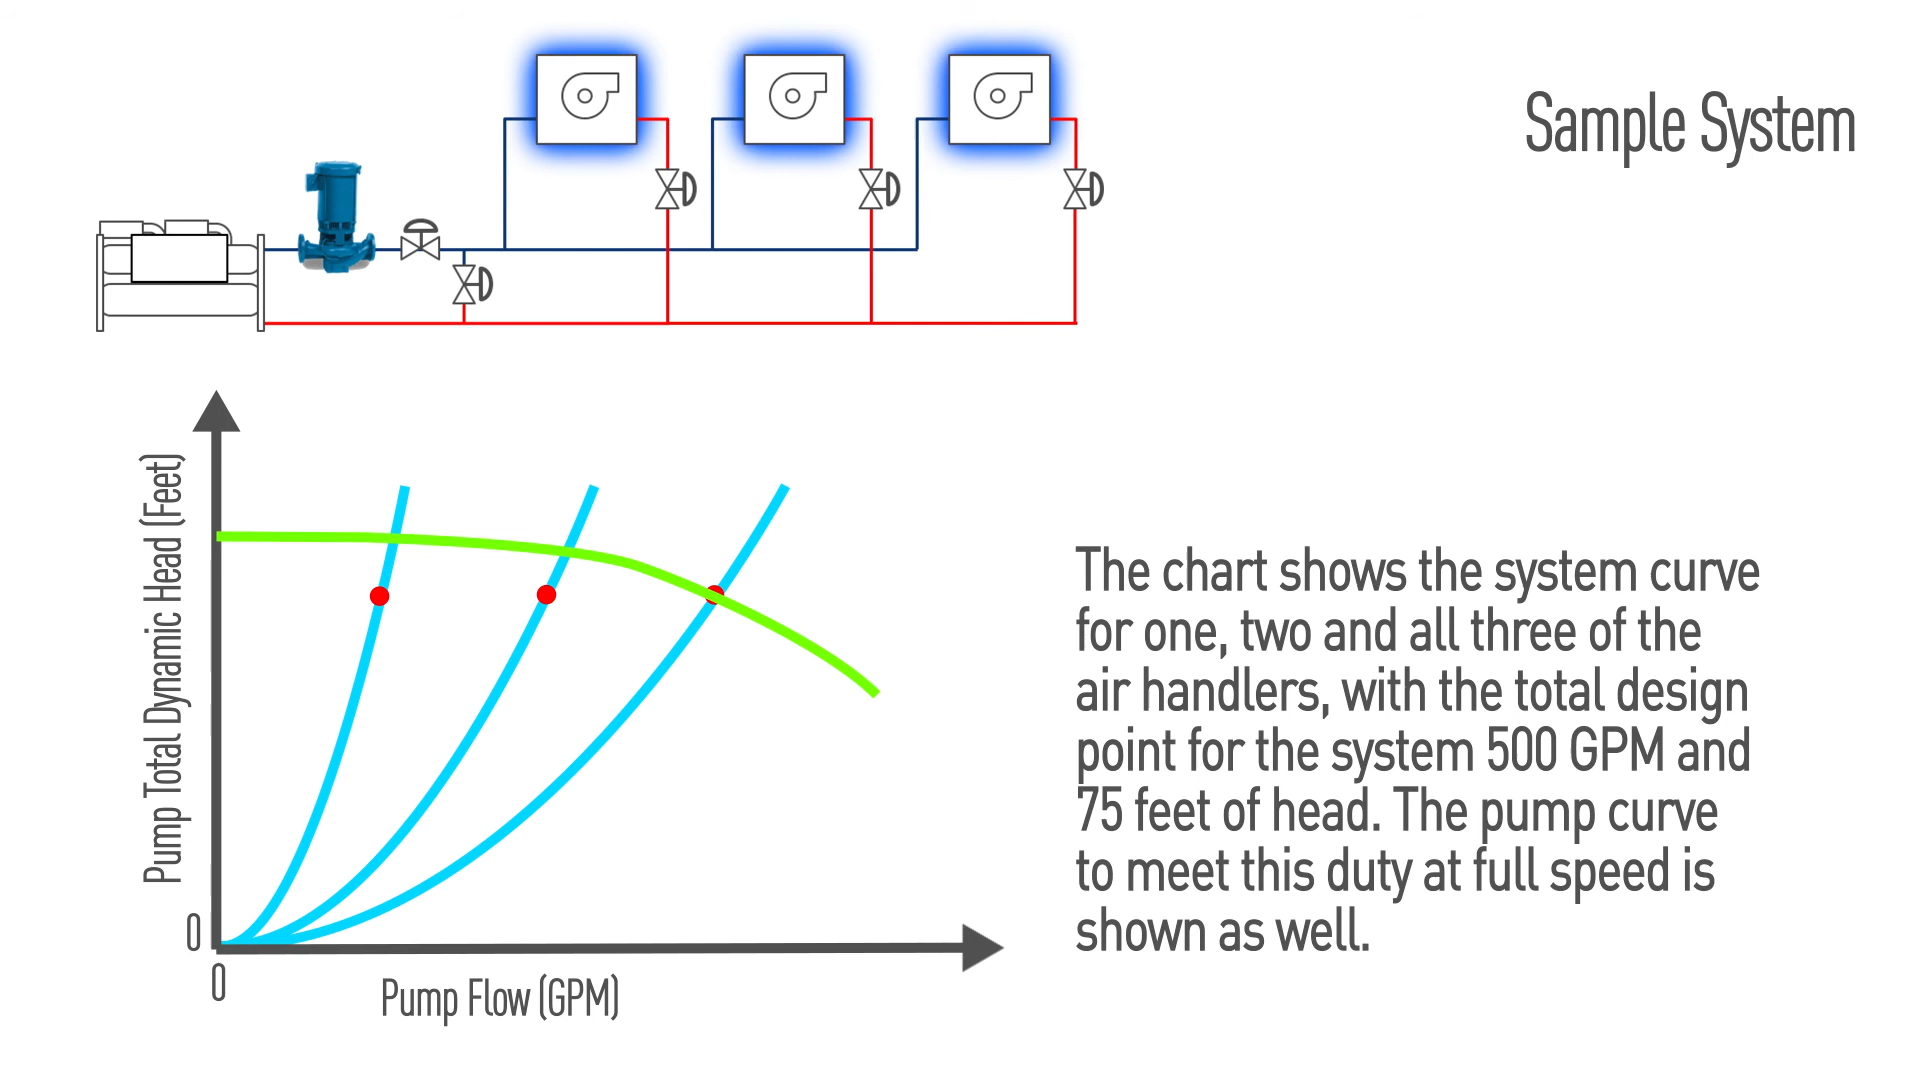 Sample System
Pump Total Dynamic Head (Feet)
0
0
Pump Flow (GPM)
The chart shows the system curve
for one, two and all three of the
air handlers, with the total design
point for the system 500 GPM and
75 feet of head. The pump curve
to meet this duty at full speed is
shown as well.